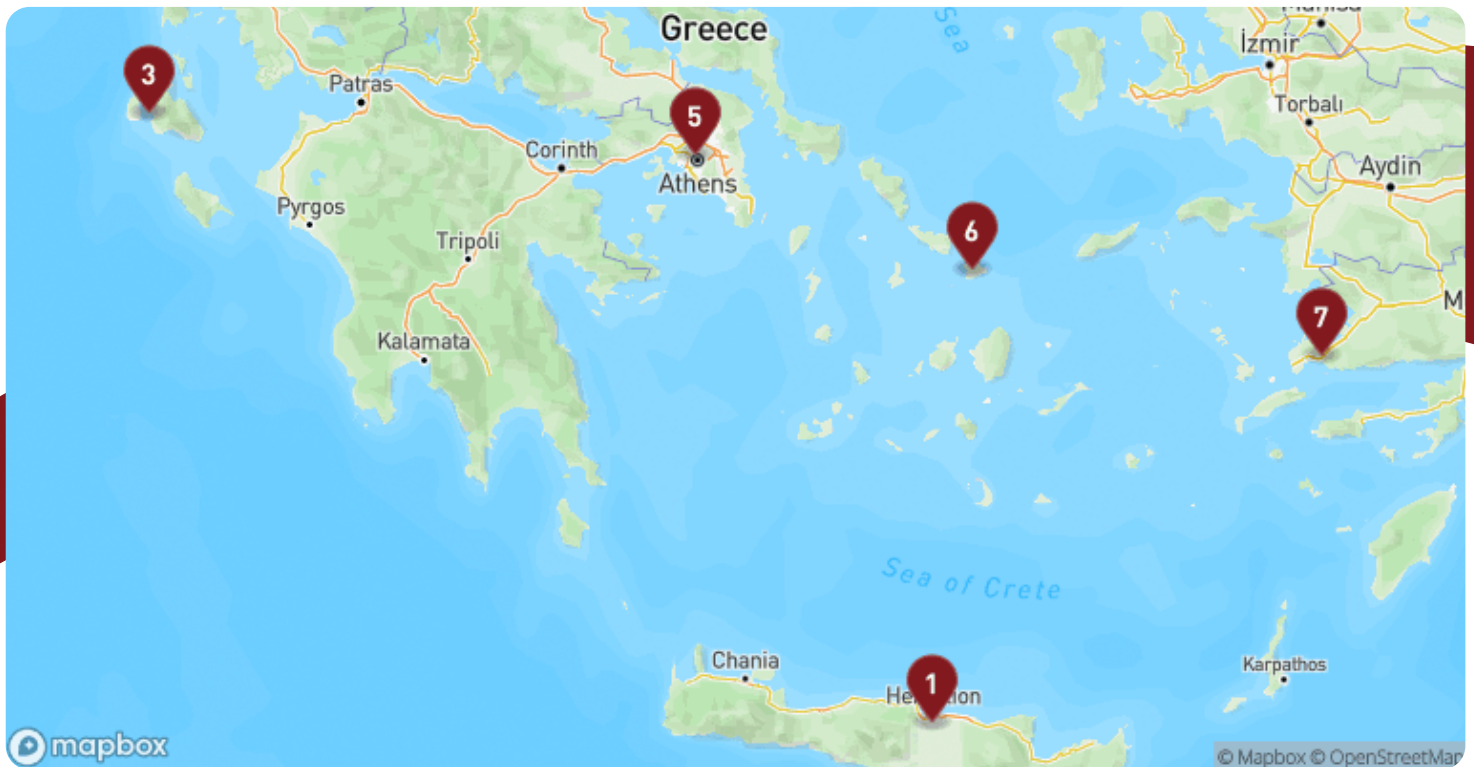 Greece
Sea
İzmir
3
Patras
Torbalı
5
Corinth
Athens
Aydin
Pyrgos
6
Tripoli
7
M
Kalamata
Sea of Crete
Chania
1
Karpathos
mapbox
© Mapbox © OpenStreetMap